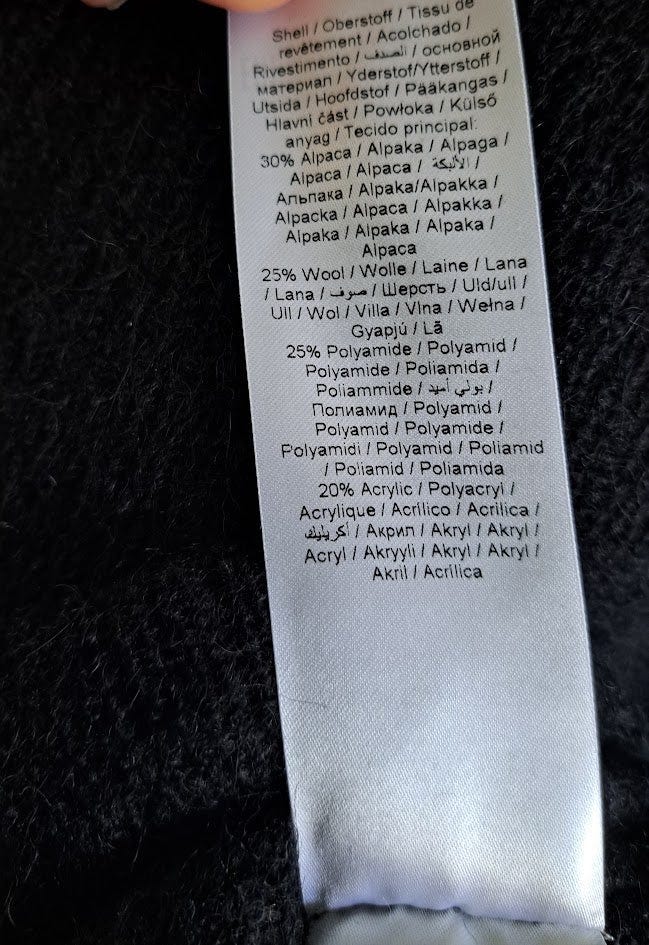 Shell / Oberstoff / Tissu de
revêtement / Acolchado /
Rivestimento / الصدف / основной
материал / Yderstof/Ytterstoff /
Utsida / Hoofdstof / Pääkangas /
Hlavní část / Powłoka / Külső
anyag / Tecido principal:
30% Alpaca / Alpaka / Alpaga /
Alpaca / Alpaca / الألبكة /
Альпака / Alpaka/Alpakka /
Alpacka / Alpaca / Alpakka /
Alpaka / Alpaka / Alpaka /
Alpaca
25% Wool / Wolle / Laine / Lana
/ Lana / صوف / Шерсть / Uld/ull /
Ull / Wol / Villa / Vlna / Wełna /
Gyapjú / Lã
25% Polyamide / Polyamid /
Polyamide / Poliamida /
Poliammide / بولي أميد /
Полиамид / Polyamid /
Polyamid / Polyamide /
Polyamidi / Polyamid / Poliamid
/ Poliamid / Poliamida
20% Acrylic / Polyacryl /
Acrylique / Acrílico / Acrilica /
أكريليك / Акрил / Akryl / Akryl /
Acryl / Akryyli / Akryl / Akryl /
Akril / Acrílica